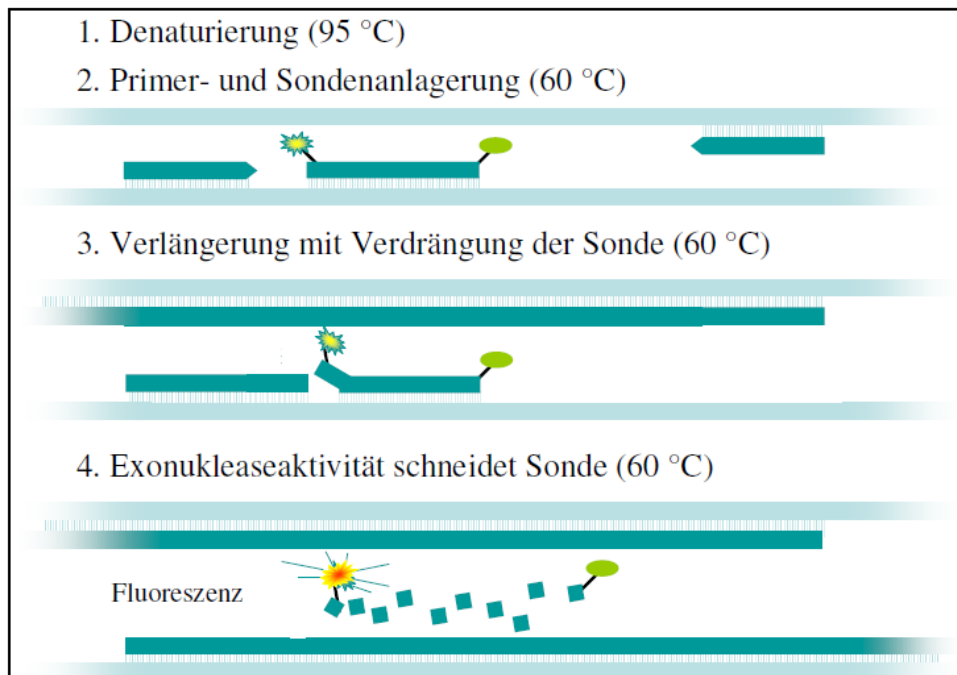 1. Denaturierung (95 °C)
2. Primer- und Sondenanlagerung (60 °C)
3. Verlängerung mit Verdrängung der Sonde (60 °C)
4. Exonukleaseaktivität schneidet Sonde (60 °C)
Fluoreszenz